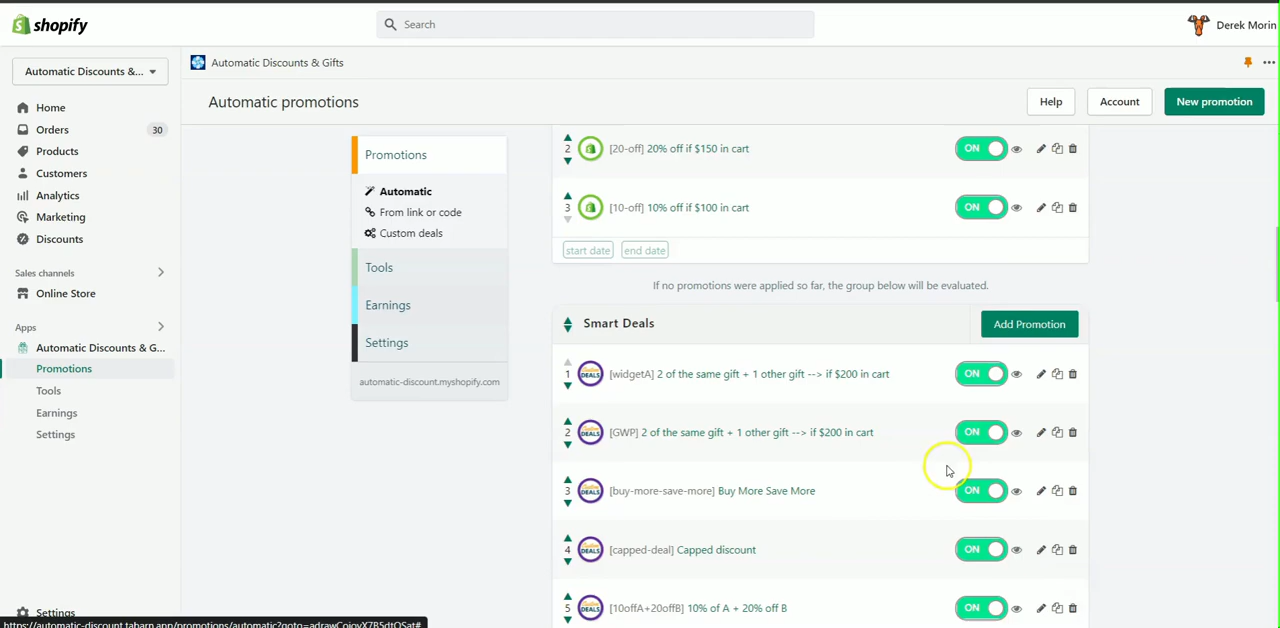 shopify
Search
Derek Morin
Automatic Discounts &...
Automatic Discounts & Gifts
Home
Orders
30
Products
Customers
Analytics
Marketing
Discounts
Sales channels
Online Store
Apps
Automatic Discounts & G...
Promotions
Tools
Earnings
Settings
Settings
Automatic promotions
Help
Account
New promotion
Promotions
Automatic
From link or code
Custom deals
Tools
Earnings
Settings
automatic-discount.myshopify.com
2
[20-off] 20% off if $150 in cart
ON
3
[10-off] 10% off if $100 in cart
ON
start date
end date
If no promotions were applied so far, the group below will be evaluated.
Smart Deals
Add Promotion
1
DEALS
[widgetA] 2 of the same gift + 1 other gift --> if $200 in cart
ON
2
DEALS
[GWP] 2 of the same gift + 1 other gift --> if $200 in cart
ON
3
DEALS
[buy-more-save-more] Buy More Save More
ON
4
DEALS
[capped-deal] Capped discount
ON
5
DEALS
[10offA+20offB] 10% of A + 20% off B
ON